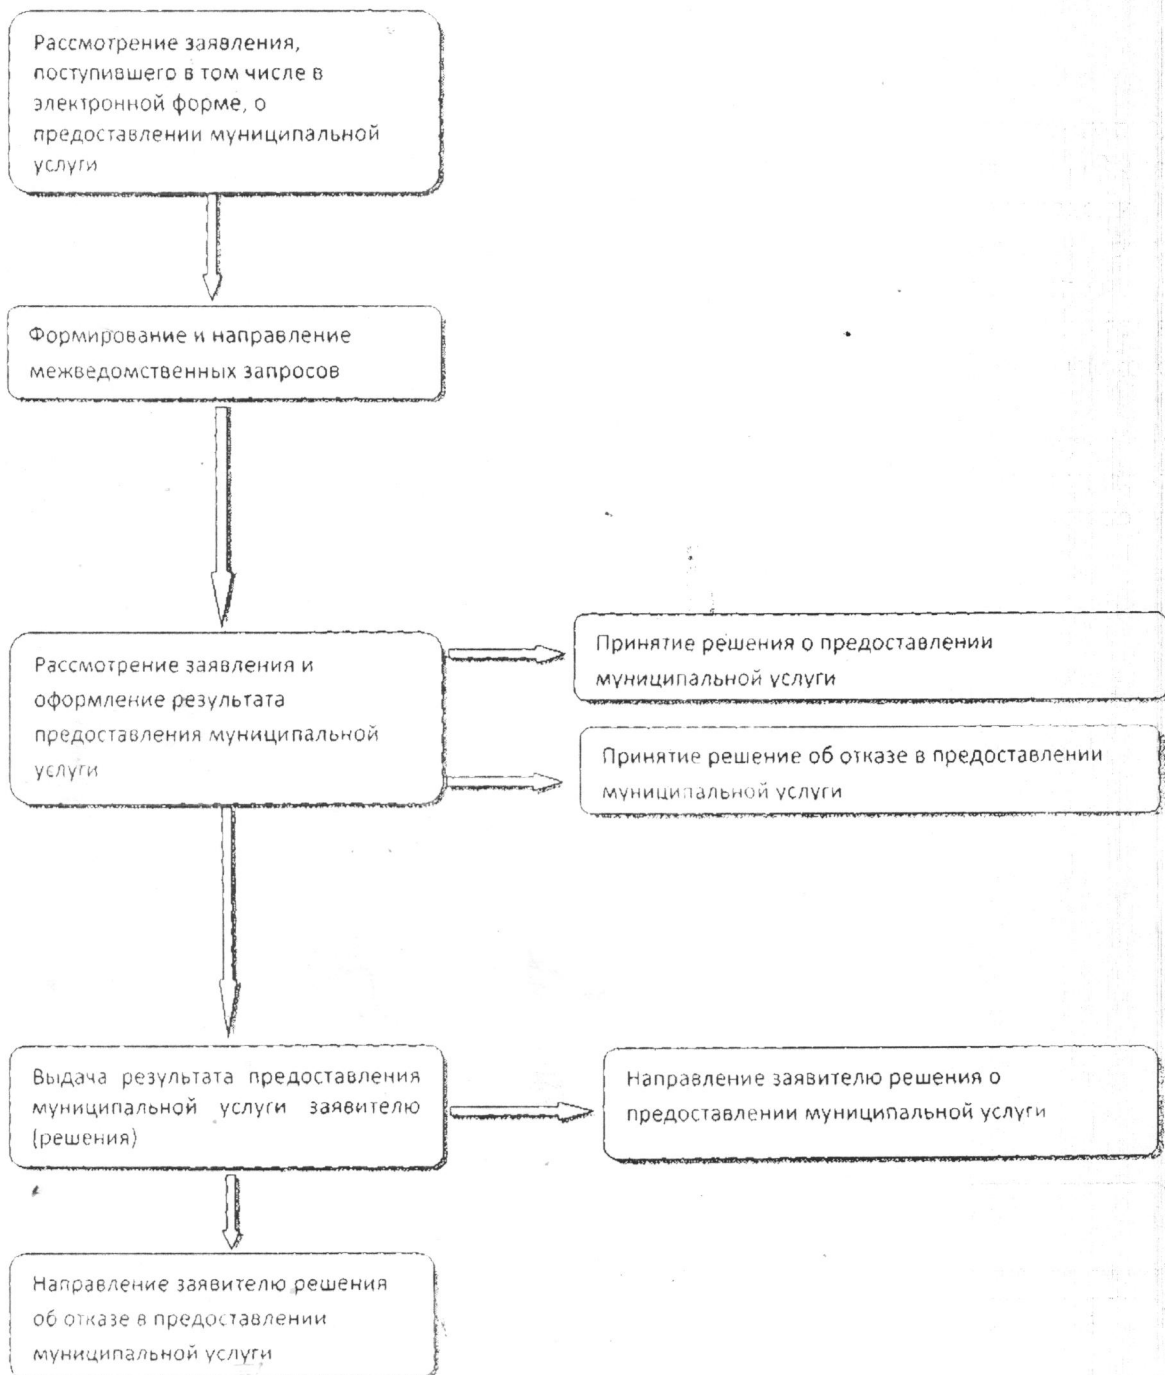 Рассмотрение заявления,
поступившего в том числе в
электронной форме, о
предоставлении муниципальной
услуги
Формирование и направление
межведомственных запросов
Рассмотрение заявления и
оформление результата
предоставления муниципальной
услуги
Принятие решения о предоставлении
муниципальной услуги
Принятие решение об отказе в предоставлении
муниципальной услуги
Выдача результата предоставления
муниципальной услуги заявителю
(решения)
Направление заявителю решения о
предоставлении муниципальной услуги
Направление заявителю решения
об отказе в предоставлении
муниципальной услуги